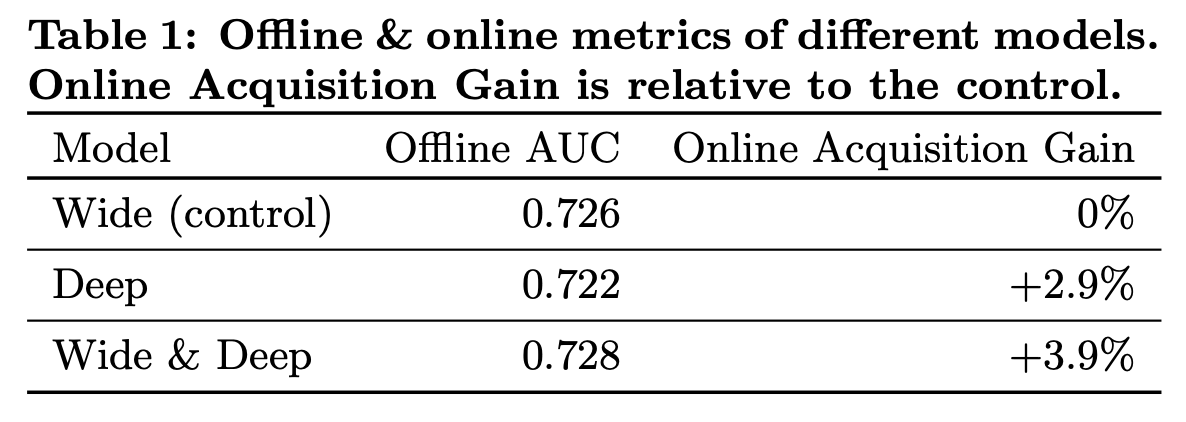 Table 1: Offline & online metrics of different models.
Online Acquisition Gain is relative to the control.
Model Offline AUC Online Acquisition Gain
Wide (control) 0.726 0%
Deep 0.722 +2.9%
Wide & Deep 0.728 +3.9%